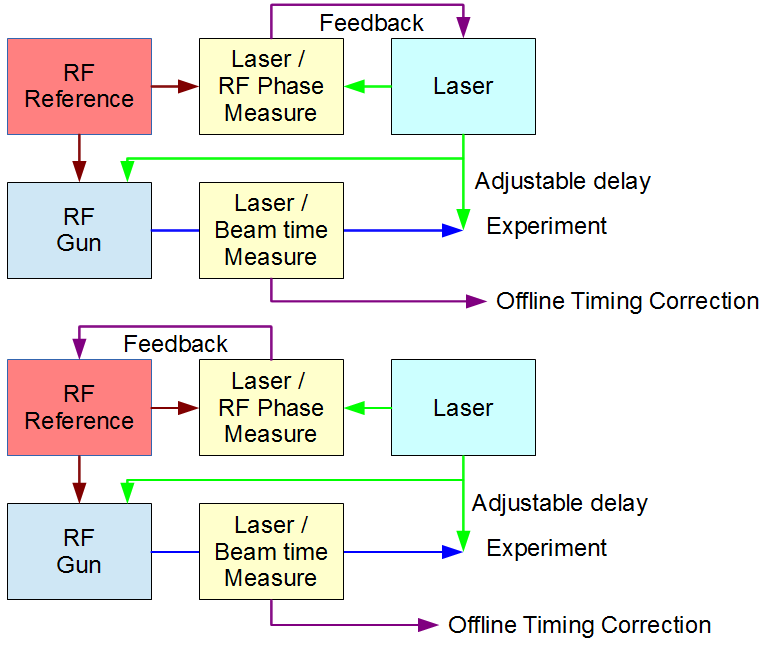 Feedback
RF
Reference
Laser /
RF Phase
Measure
Laser
Adjustable delay
RF
Gun
Laser /
Beam time
Measure
Experiment
Offline Timing Correction
Feedback
RF
Reference
Laser /
RF Phase
Measure
Laser
Adjustable delay
RF
Gun
Laser /
Beam time
Measure
Experiment
Offline Timing Correction